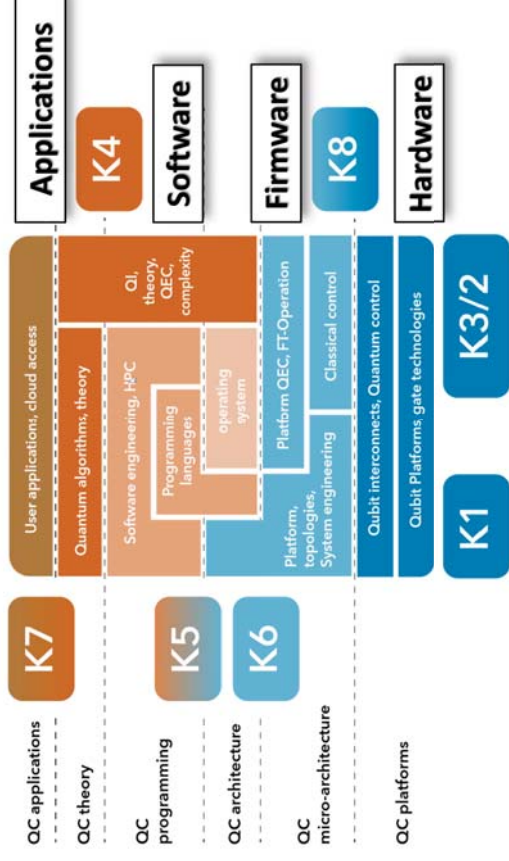 QC applications
QC theory
QC
programming
QC architecture
QC
micro-architecture
QC platforms
K7
K5
K6
User applications, cloud access
Quantum algorithms, theory
Software engineering, HPC
Programming
languages
operating
system
QI,
theory,
QEC,
complexity
Platform,
topologies,
System engineering
Platform QEC, FT-Operation
Classical control
Qubit interconnects, Quantum control
Qubit Platforms, gate technologies
K1
K3/2
K4
K8
Applications
Software
Firmware
Hardware